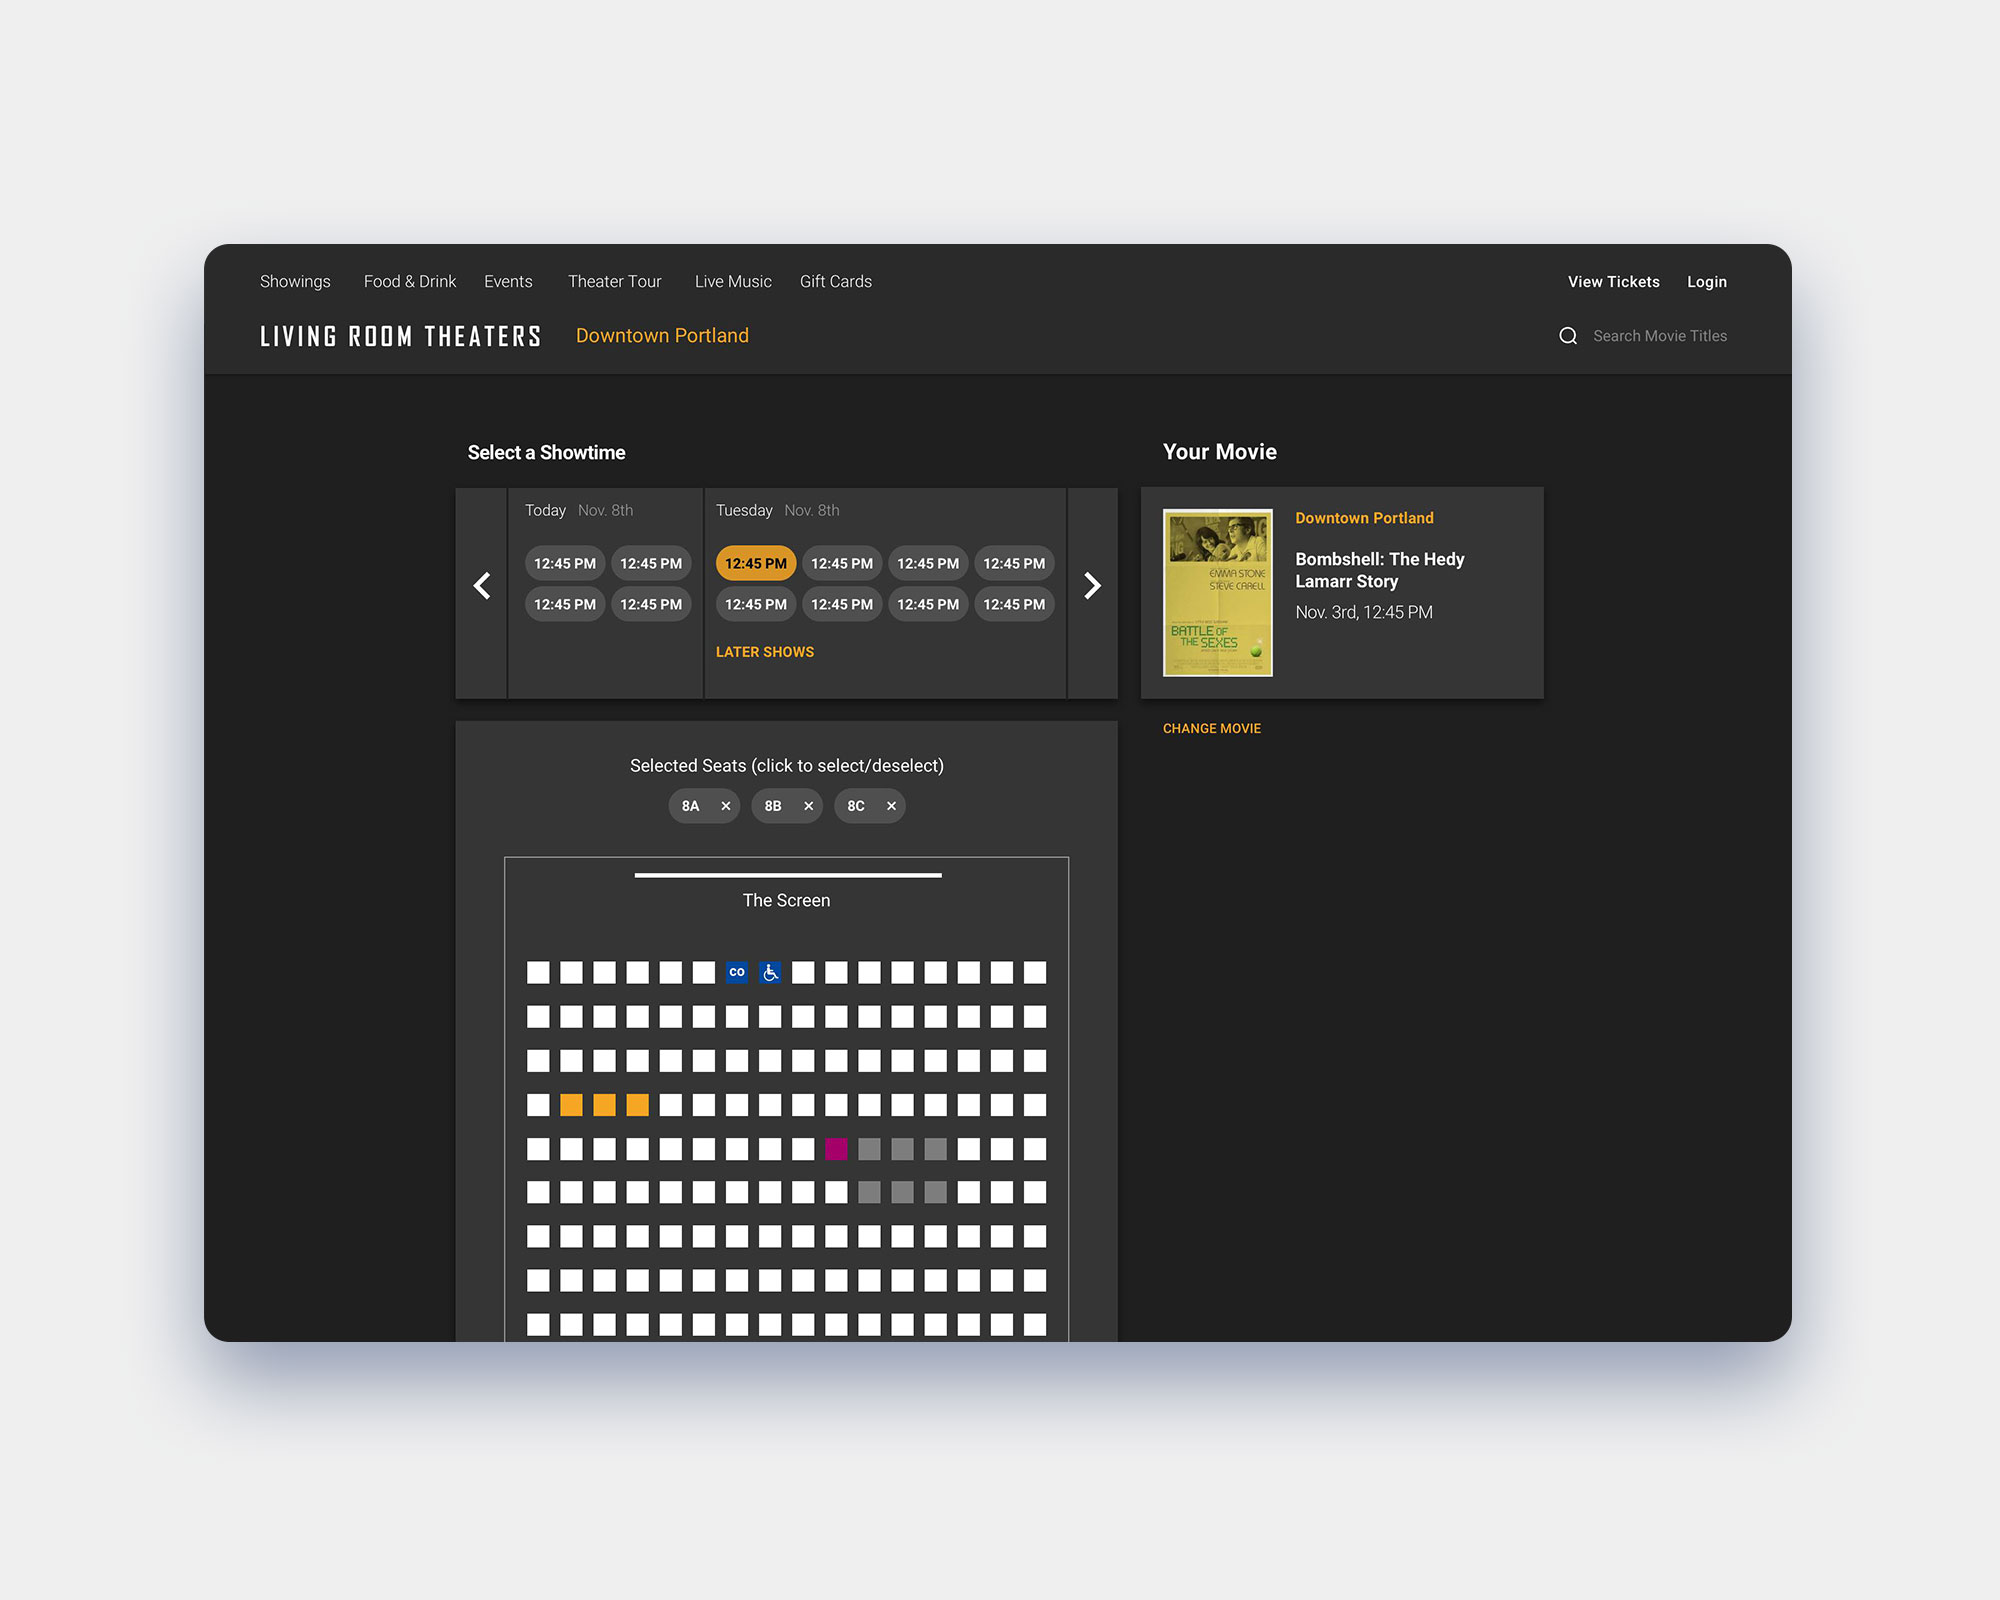 Showings Food & Drink Events Theater Tour Live Music Gift Cards View Tickets Login
LIVING ROOM THEATERS Downtown Portland Search Movie Titles
Select a Showtime
Today Nov. 8th Tuesday Nov. 8th
12:45 PM 12:45 PM 12:45 PM 12:45 PM 12:45 PM 12:45 PM
12:45 PM 12:45 PM 12:45 PM 12:45 PM 12:45 PM 12:45 PM
LATER SHOWS
Your Movie
EMMA STONE
STEVE CARELL
BATTLE OF
THE SEXES
Downtown Portland
Bombshell: The Hedy
Lamarr Story
Nov. 3rd, 12:45 PM
CHANGE MOVIE
Selected Seats (click to select/deselect)
8A 8B 8C
The Screen
CO